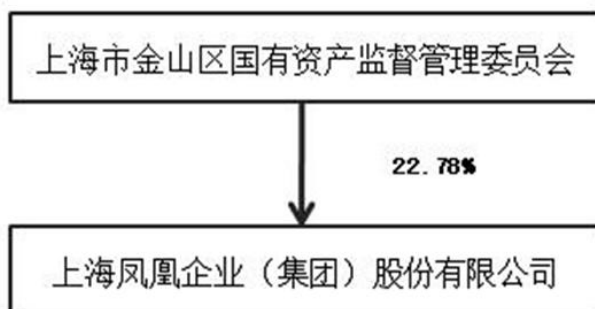 上海市金山区国有资产监督管理委员会
22.78%
上海凤凰企业（集团）股份有限公司